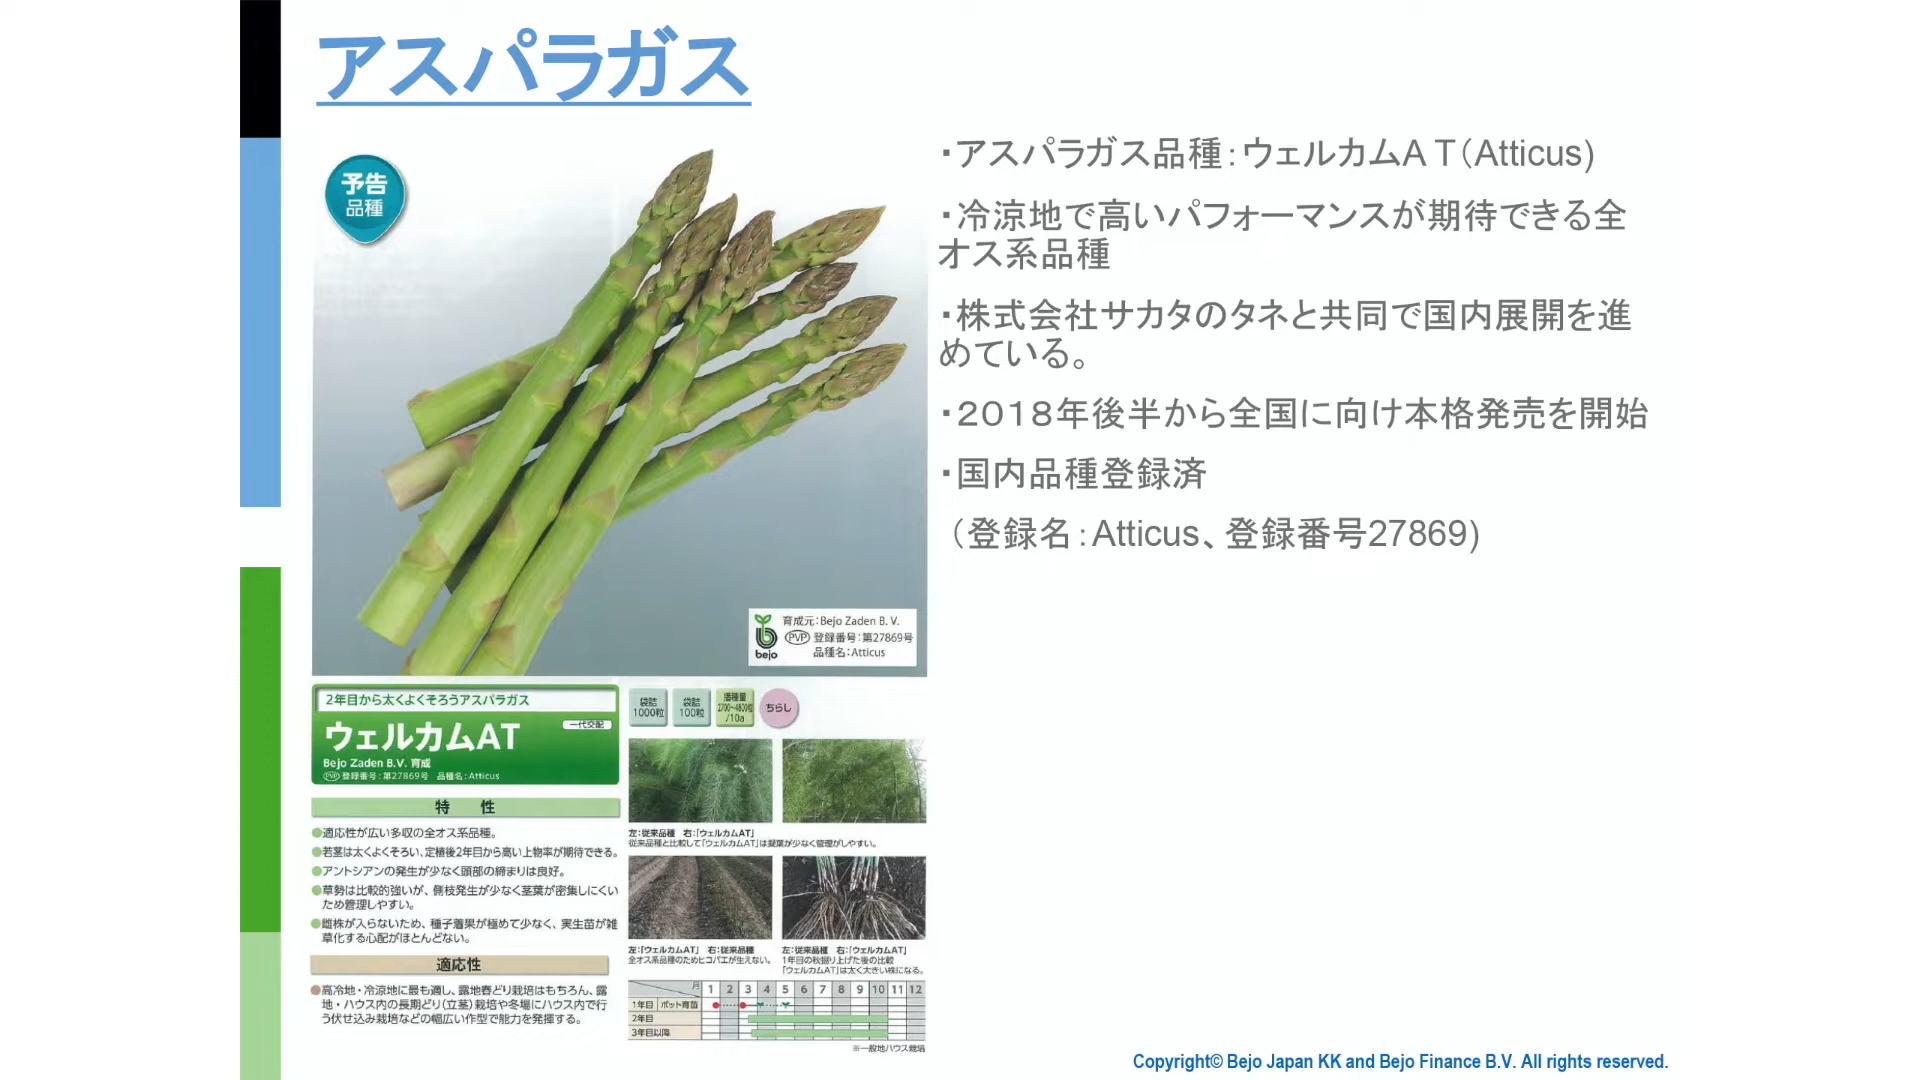 アスパラガス
・アスパラガス品種：ウェルカムＡＴ（Atticus)
・冷涼地で高いパフォーマンスが期待できる全
オス系品種
・株式会社サカタのタネと共同で国内展開を進
めている。
・２０１８年後半から全国に向け本格発売を開始
・国内品種登録済
（登録名：Atticus、登録番号27869)
予告
品種
育成元：Bejo Zaden B.V.
PVP 登録番号：第27869号
品種名：Atticus
bejo
2年目から太くよくそろうアスパラガス
ウェルカムAT
一代交配
Bejo Zaden B.V. 育成
PVP 登録番号：第27869号 品種名：Atticus
特 性
●適応性が広い多収の全オス系品種。
●若茎は太くよくそろい、定植後2年目から高い上物率が期待できる。
●アントシアンの発生が少なく頭部の締まりは良好。
●草勢は比較的強いが、側枝発生が少なく茎葉が密集しにくい
ため管理しやすい。
●雌株が入らないため、種子着果が極めて少なく、実生苗が雑
草化する心配がほとんどない。
適応性
●高冷地・冷涼地に最も適し、露地春どり栽培はもちろん、露
地・ハウス内の長期どり（立茎）栽培や冬場にハウス内で行
う伏せ込み栽培などの幅広い作型で能力を発揮する。
袋詰
1000粒
袋詰
100粒
播種量
2700〜4800粒
/10a
ちらし
左：従来品種 右：「ウェルカムAT」
従来品種と比較して「ウェルカムAT」は擬葉が少なく管理がしやすい。
左：「ウェルカムAT」 右：従来品種
全オス系品種のためヒコバエが生えない。
左：従来品種 右：「ウェルカムAT」
1年目の秋掘り上げた後の比較
「ウェルカムAT」は太く大きい株になる。
月 1 2 3 4 5 6 7 8 9 10 11 12
1年目 ポット育苗
2年目
3年目以降
※一般地ハウス栽培
Copyright© Bejo Japan KK and Bejo Finance B.V. All rights reserved.